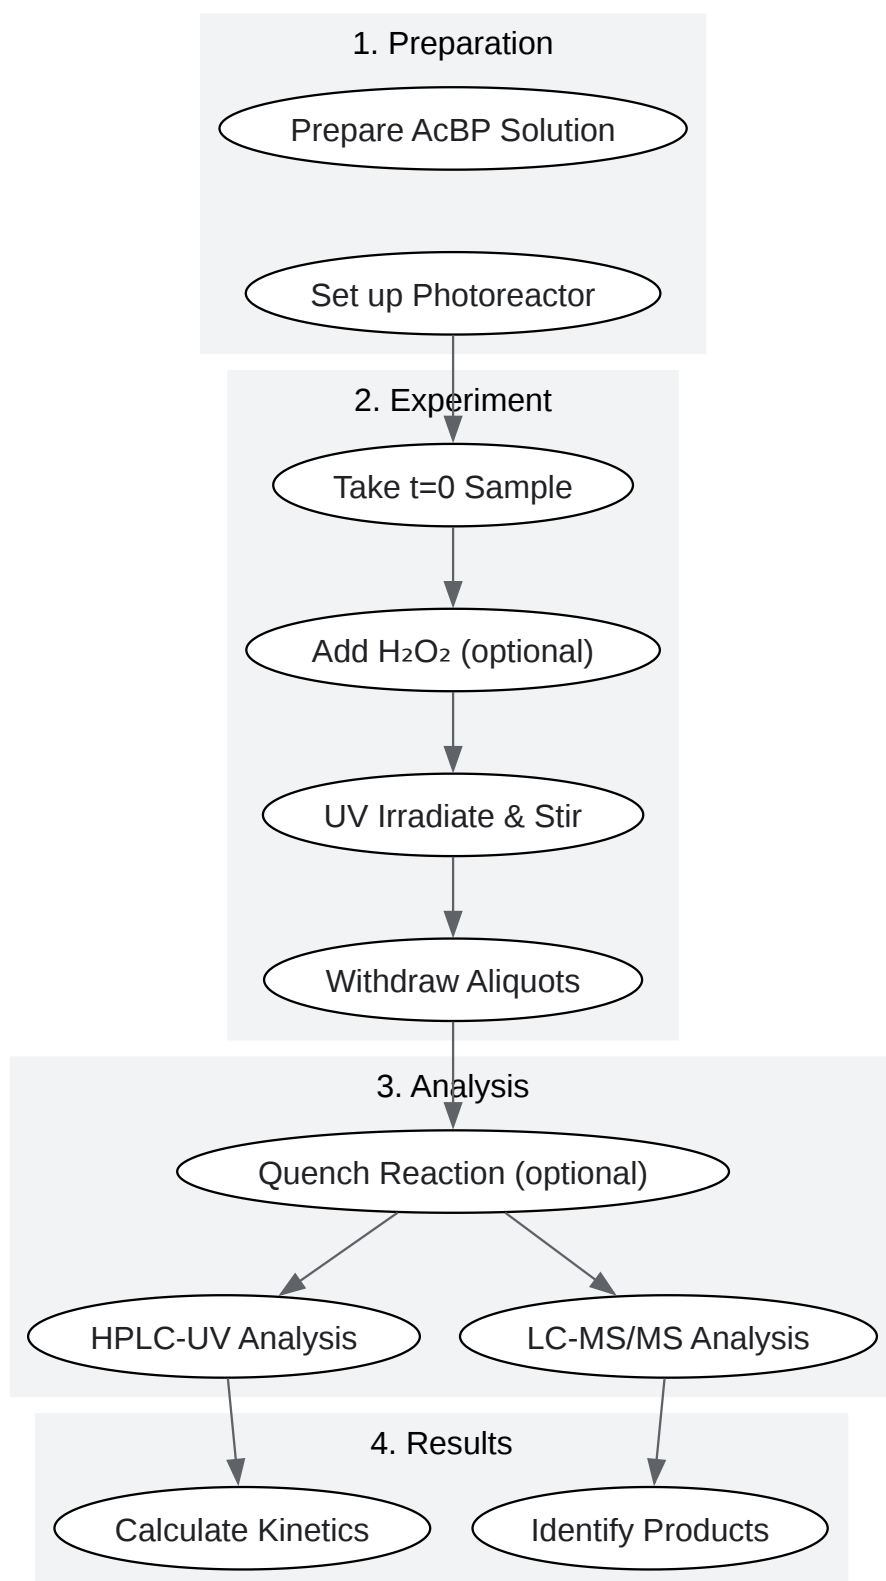 1. Preparation
Prepare AcBP Solution
Set up Photoreactor
2. Experiment
Take t=0 Sample
Add H₂O₂ (optional)
UV Irradiate & Stir
Withdraw Aliquots
3. Analysis
Quench Reaction (optional)
HPLC-UV Analysis
LC-MS/MS Analysis
4. Results
Calculate Kinetics
Identify Products